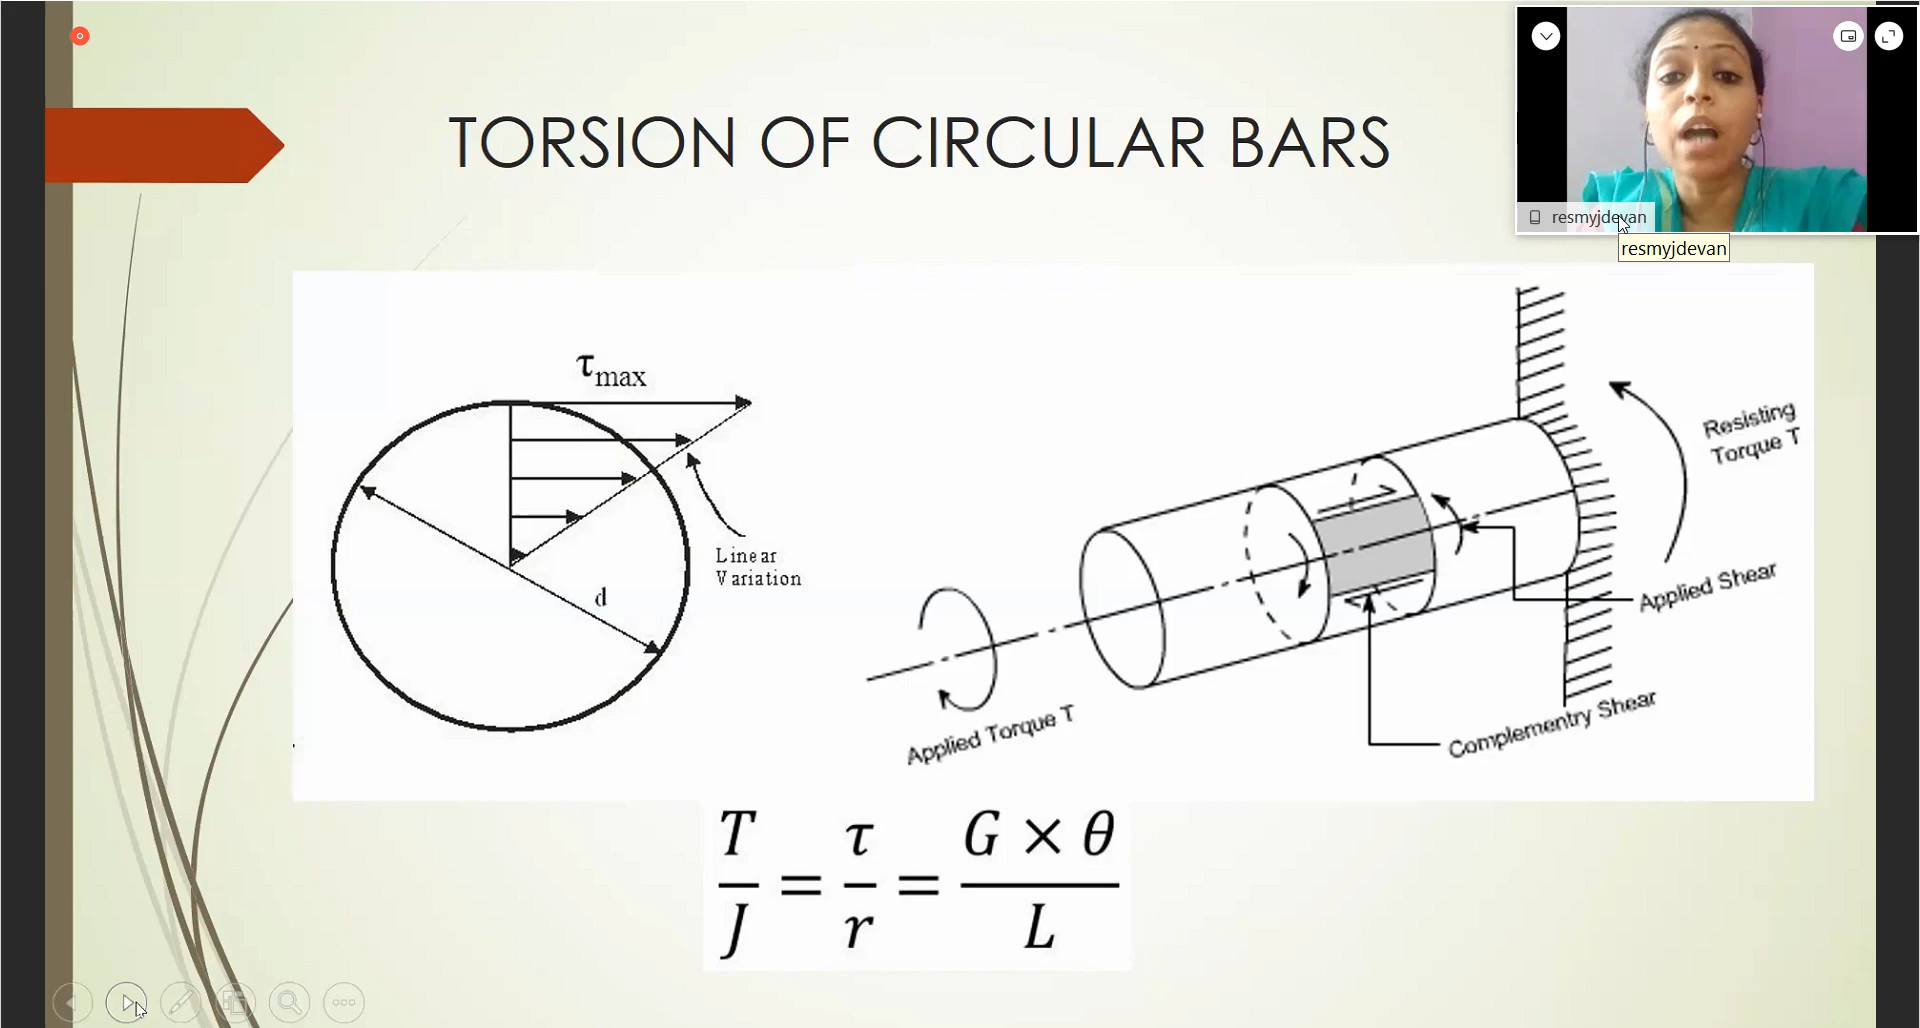 TORSION OF CIRCULAR BARS
resmyjdevan
resmyjdevan
τmax
Linear
Variation
d
Resisting
Torque T
Applied Shear
Applied Torque T
Complementry Shear
T/J = τ/r = G × θ/L